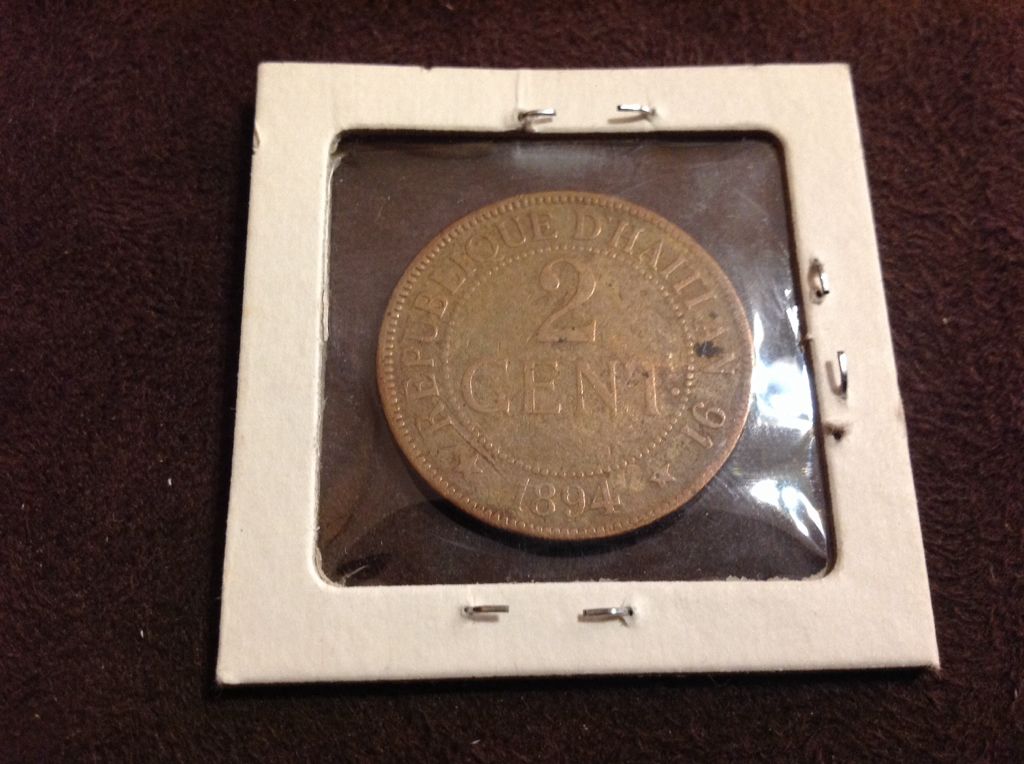 REPUBLIQUE D'HAITI AN 91
2
CENT.
1894